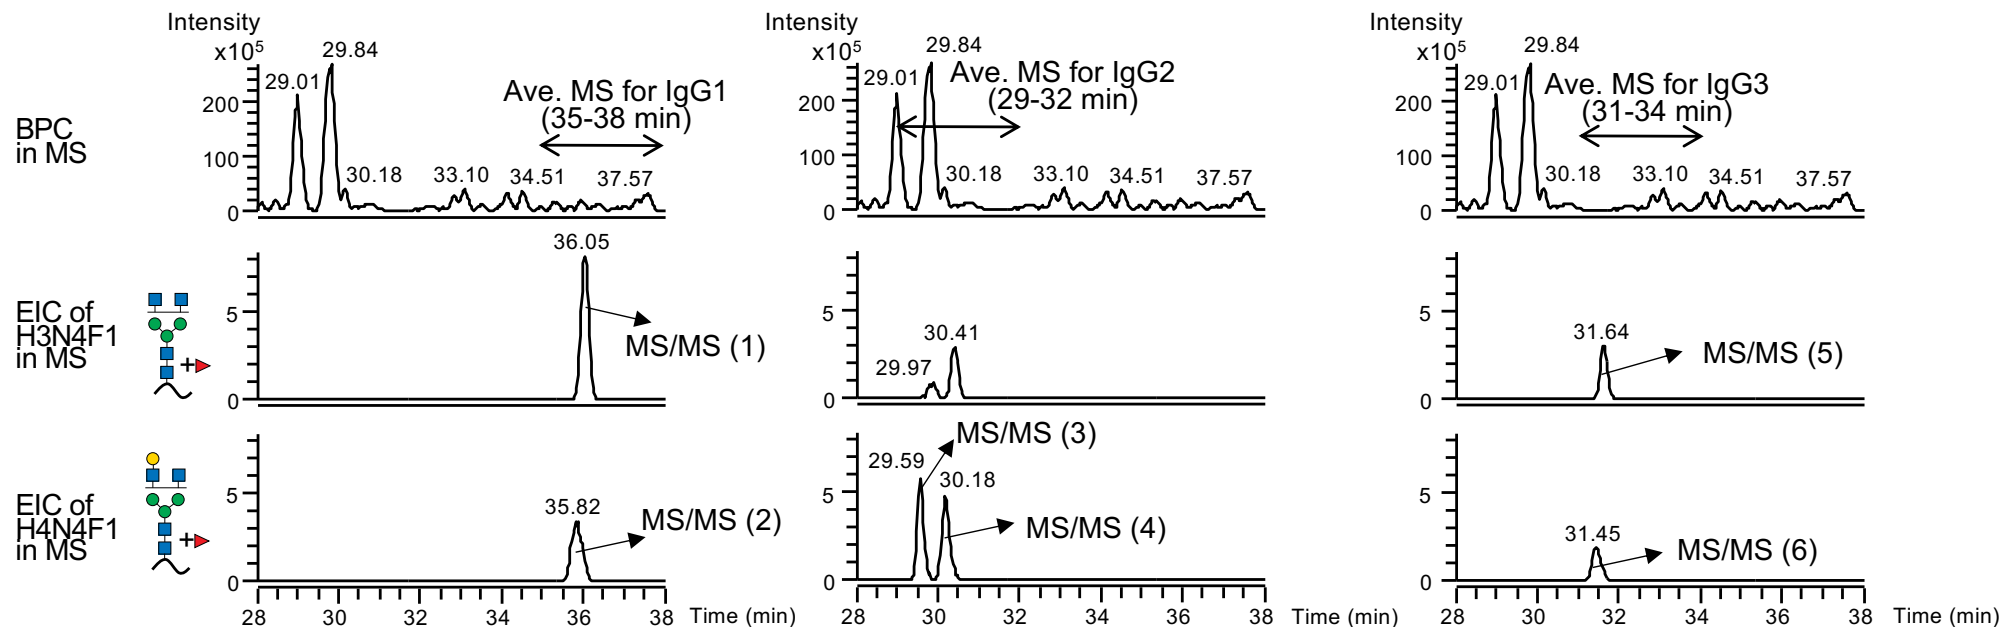 Intensity
x10⁵
200
100
0
BPC
in MS
29.01
29.84
30.18
33.10
34.51
37.57
Ave. MS for IgG1
(35-38 min)
Intensity
x10⁵
200
100
0
29.01
29.84
30.18
33.10
34.51
37.57
Ave. MS for IgG2
(29-32 min)
Intensity
x10⁵
200
100
0
29.01
29.84
30.18
33.10
34.51
37.57
Ave. MS for IgG3
(31-34 min)
EIC of
H3N4F1
in MS
+
5
0
36.05
MS/MS (1)
5
0
29.97
30.41
5
0
31.64
MS/MS (5)
EIC of
H4N4F1
in MS
+
5
0
35.82
MS/MS (2)
28 30 32 34 36 38 Time (min)
5
0
29.59
MS/MS (3)
30.18
MS/MS (4)
28 30 32 34 36 38 Time (min)
5
0
31.45
MS/MS (6)
28 30 32 34 36 38 Time (min)